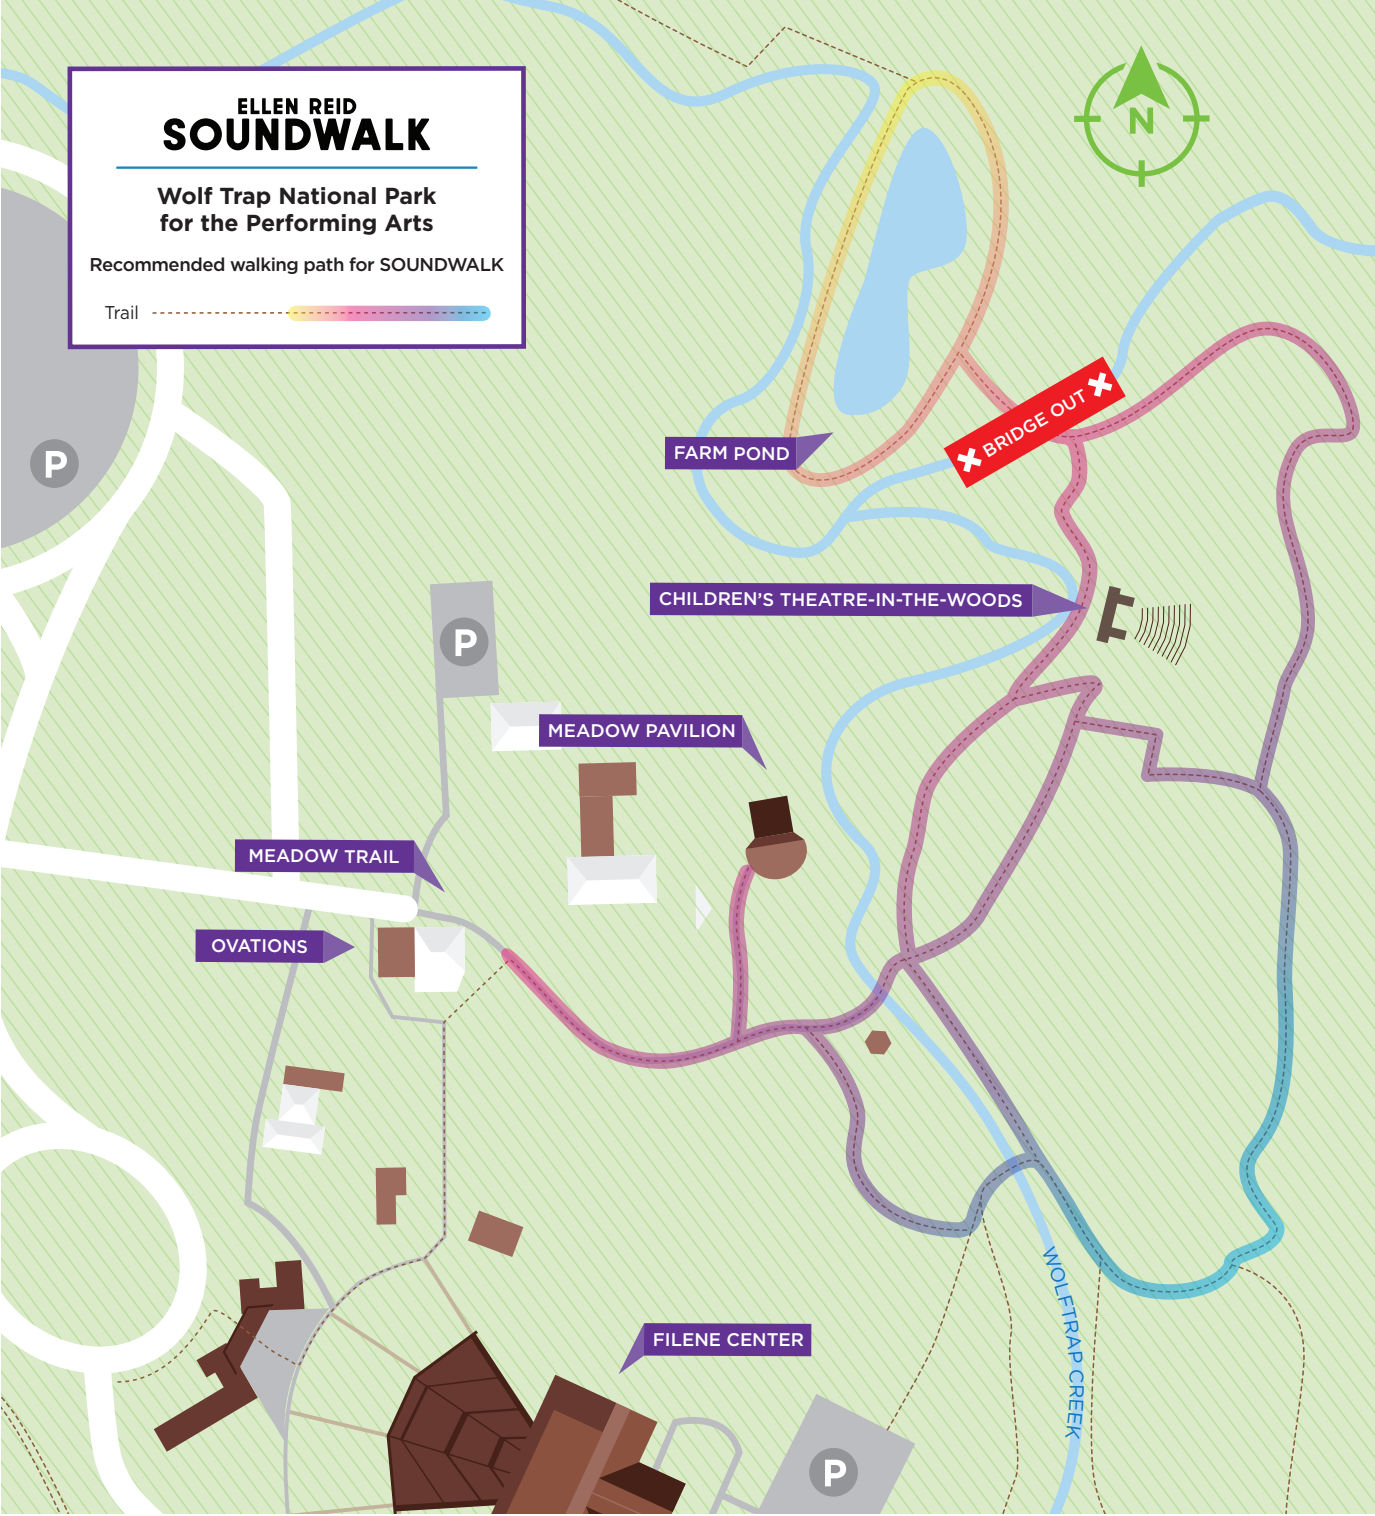 ELLEN REID
SOUNDWALK
Wolf Trap National Park
for the Performing Arts
Recommended walking path for SOUNDWALK
Trail
N
BRIDGE OUT
FARM POND
P
CHILDREN’S THEATRE-IN-THE-WOODS
P
MEADOW PAVILION
MEADOW TRAIL
OVATIONS
WOLFTRAP CREEK
FILENE CENTER
P